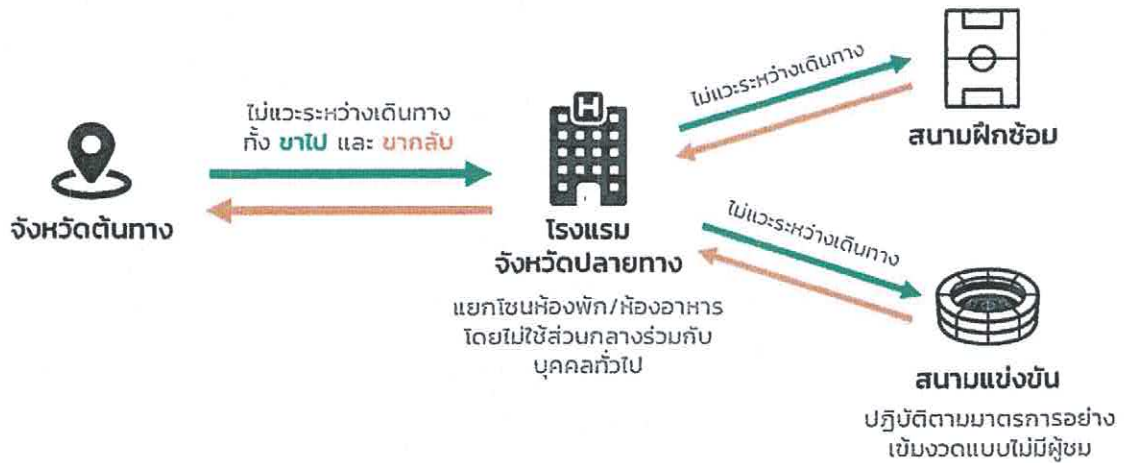 ไม่แวะระหว่างเดินทาง
ทั้ง ขาไป และ ขากลับ
จังหวัดต้นทาง
H
โรงแรม
จังหวัดปลายทาง
แยกโซนห้องพัก/ห้องอาหาร
โดยไม่ใช้ส่วนกลางร่วมกับ
บุคคลทั่วไป
ไม่แวะระหว่างเดินทาง
สนามฝึกซ้อม
ไม่แวะระหว่างเดินทาง
สนามแข่งขัน
ปฏิบัติตามมาตรการอย่าง
เข้มงวดแบบไม่มีผู้ชม